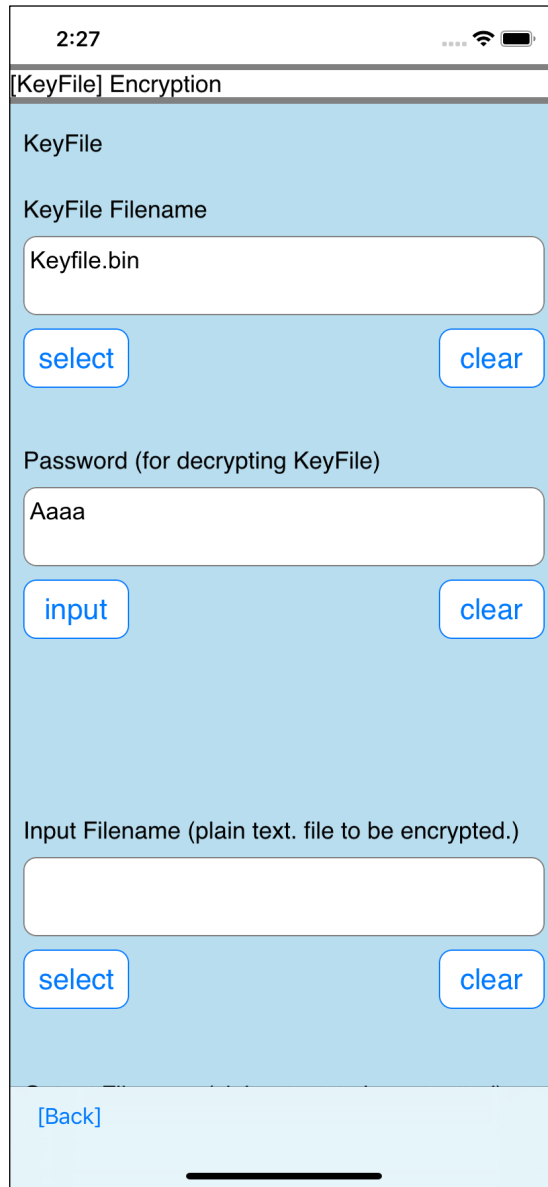 2:27
[KeyFile] Encryption
KeyFile
KeyFile Filename
Keyfile.bin
select clear
Password (for decrypting KeyFile)
Aaaa
input clear
Input Filename (plain text. file to be encrypted.)
select clear
[Back]